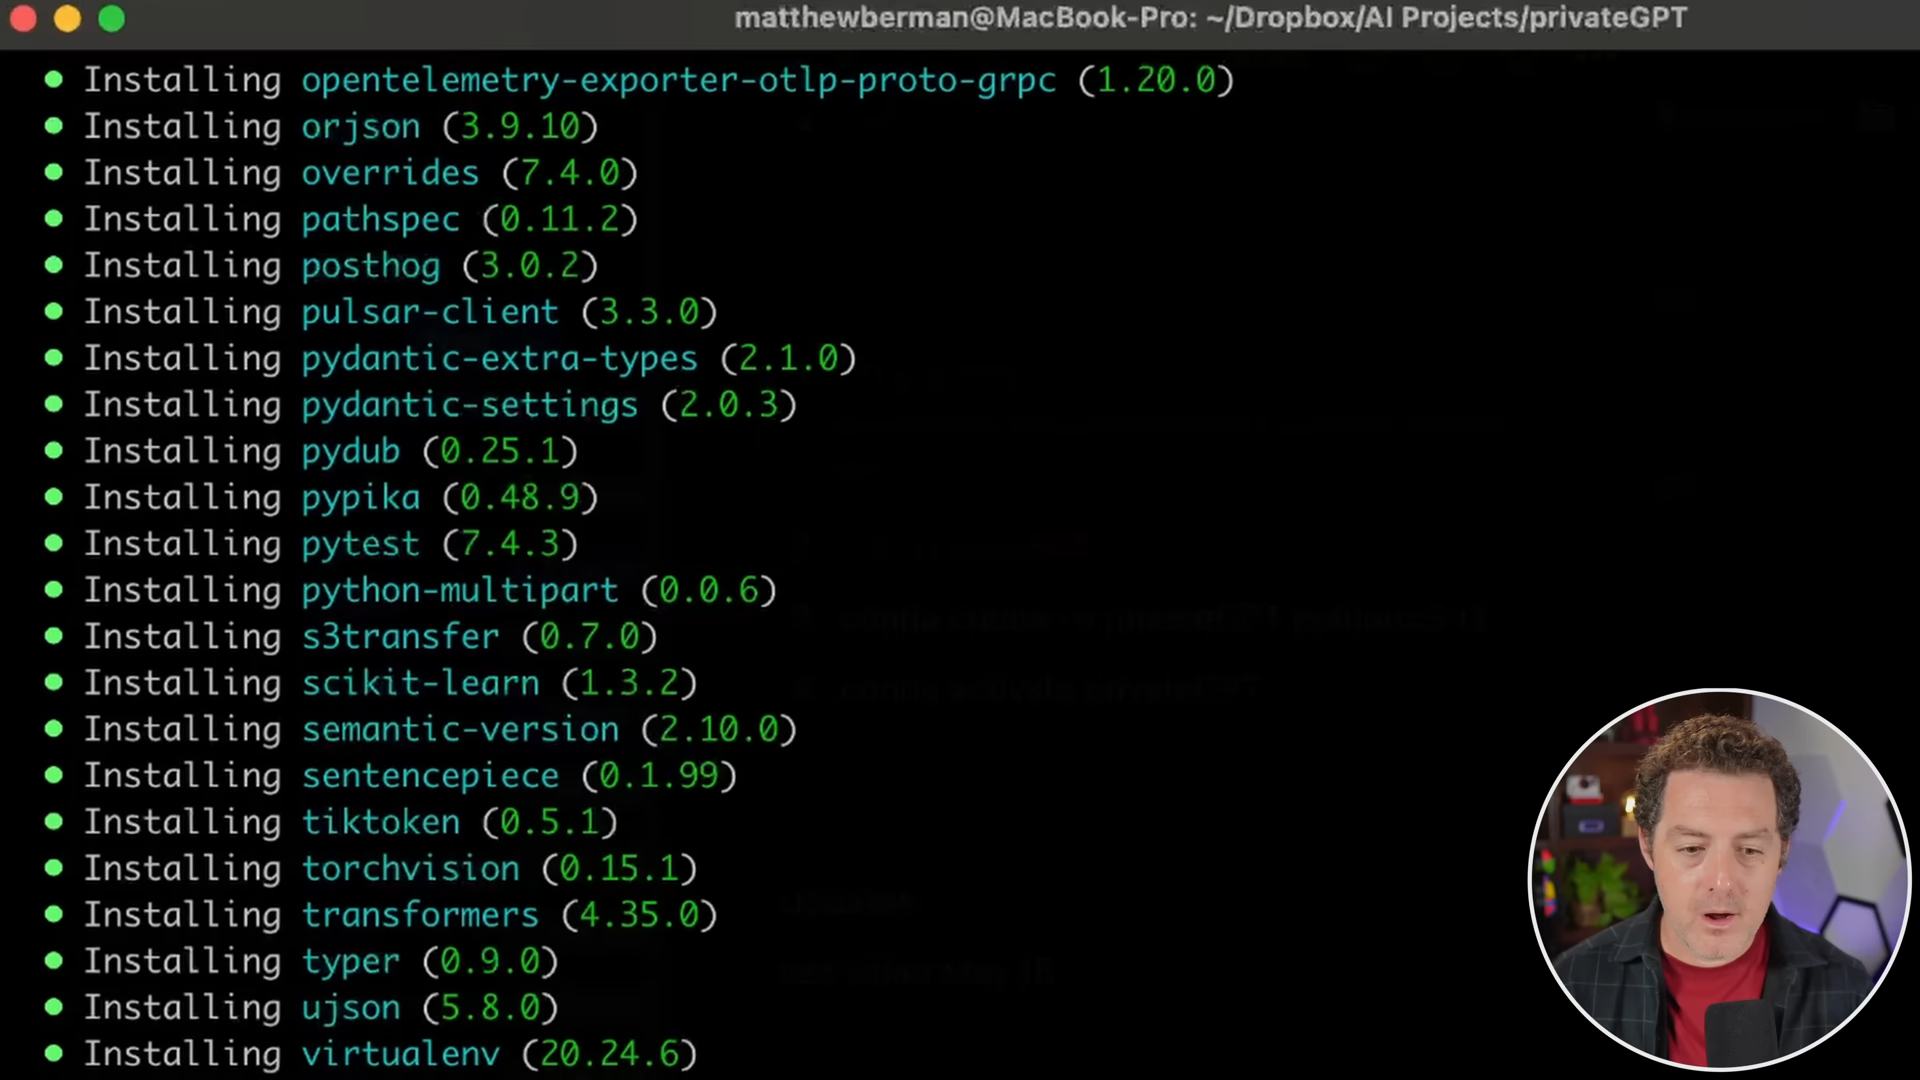 matthewberman@MacBook-Pro: ~/Dropbox/AI Projects/privateGPT
• Installing opentelemetry-exporter-otlp-proto-grpc (1.20.0)
• Installing orjson (3.9.10)
• Installing overrides (7.4.0)
• Installing pathspec (0.11.2)
• Installing posthog (3.0.2)
• Installing pulsar-client (3.3.0)
• Installing pydantic-extra-types (2.1.0)
• Installing pydantic-settings (2.0.3)
• Installing pydub (0.25.1)
• Installing pypika (0.48.9)
• Installing pytest (7.4.3)
• Installing python-multipart (0.0.6)
• Installing s3transfer (0.7.0)
• Installing scikit-learn (1.3.2)
• Installing semantic-version (2.10.0)
• Installing sentencepiece (0.1.99)
• Installing tiktoken (0.5.1)
• Installing torchvision (0.15.1)
• Installing transformers (4.35.0)
• Installing typer (0.9.0)
• Installing ujson (5.8.0)
• Installing virtualenv (20.24.6)